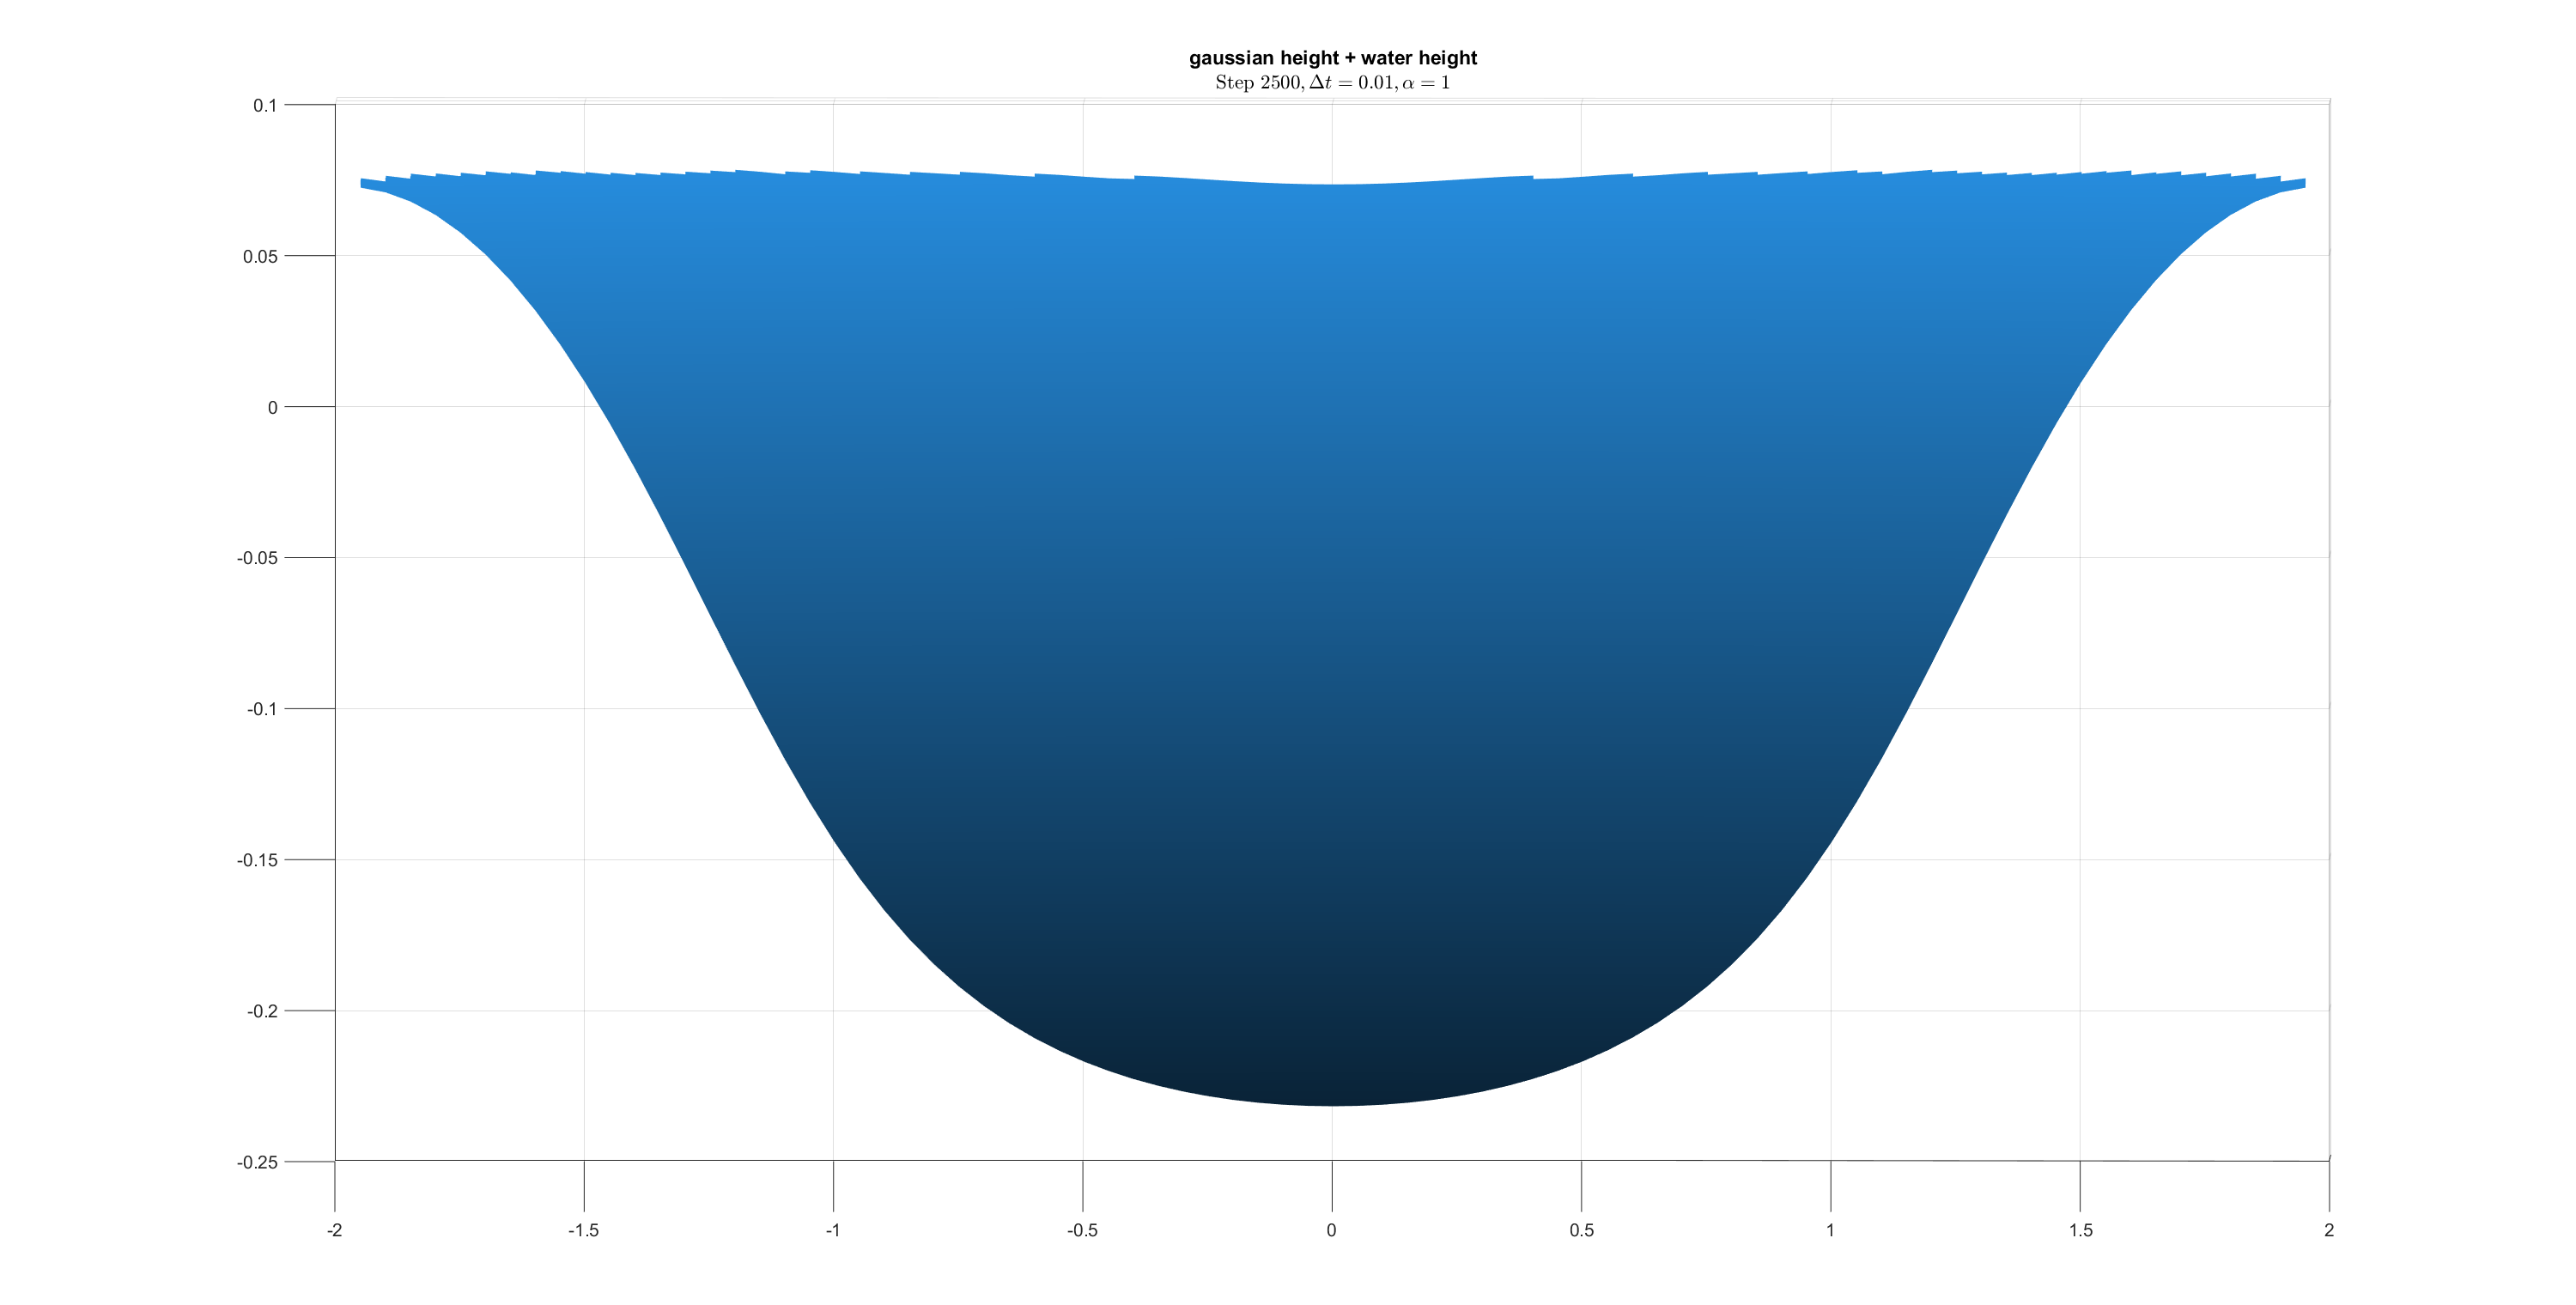 gaussian height + water height
Step 2500, Δt = 0.01, α = 1
0.1
0.05
0
-0.05
-0.1
-0.15
-0.2
-0.25
-2 -1.5 -1 -0.5 0 0.5 1 1.5 2